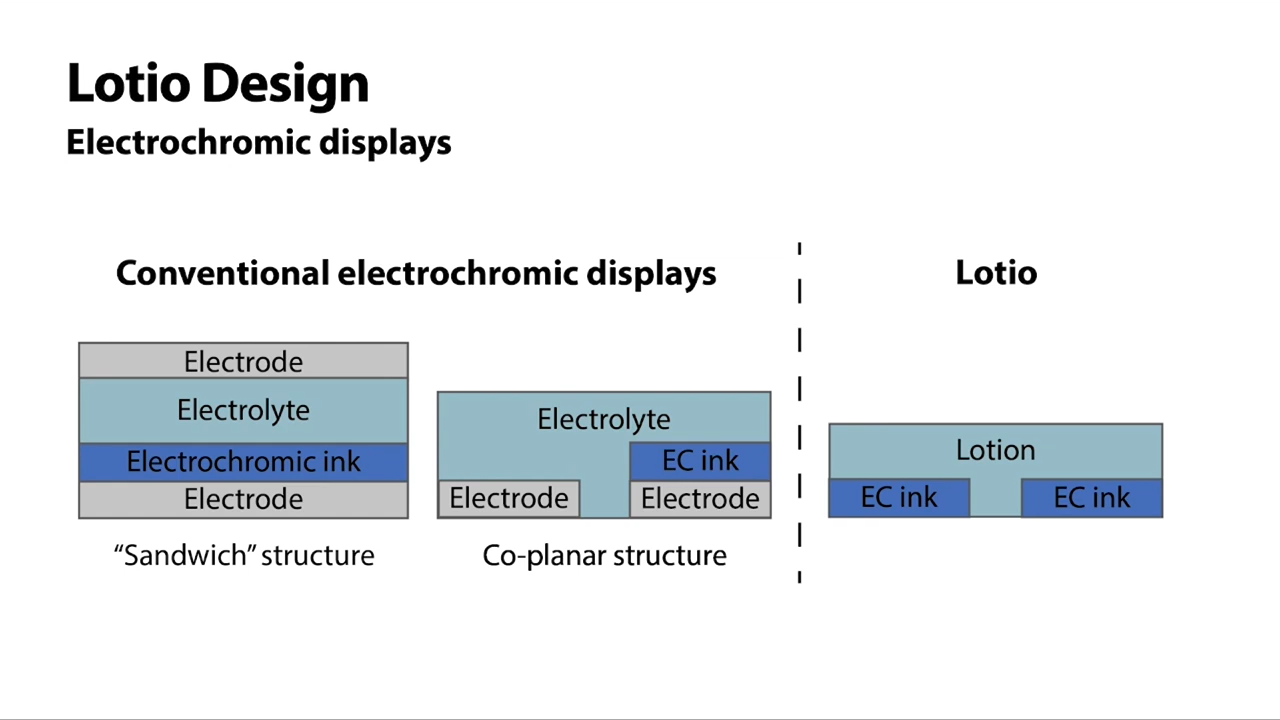 Lotio Design
Electrochromic displays
Conventional electrochromic displays
Electrode
Electrolyte
Electrochromic ink
Electrode
“Sandwich” structure
Electrolyte
EC ink
Electrode
Electrode
Co-planar structure
Lotio
Lotion
EC ink
EC ink